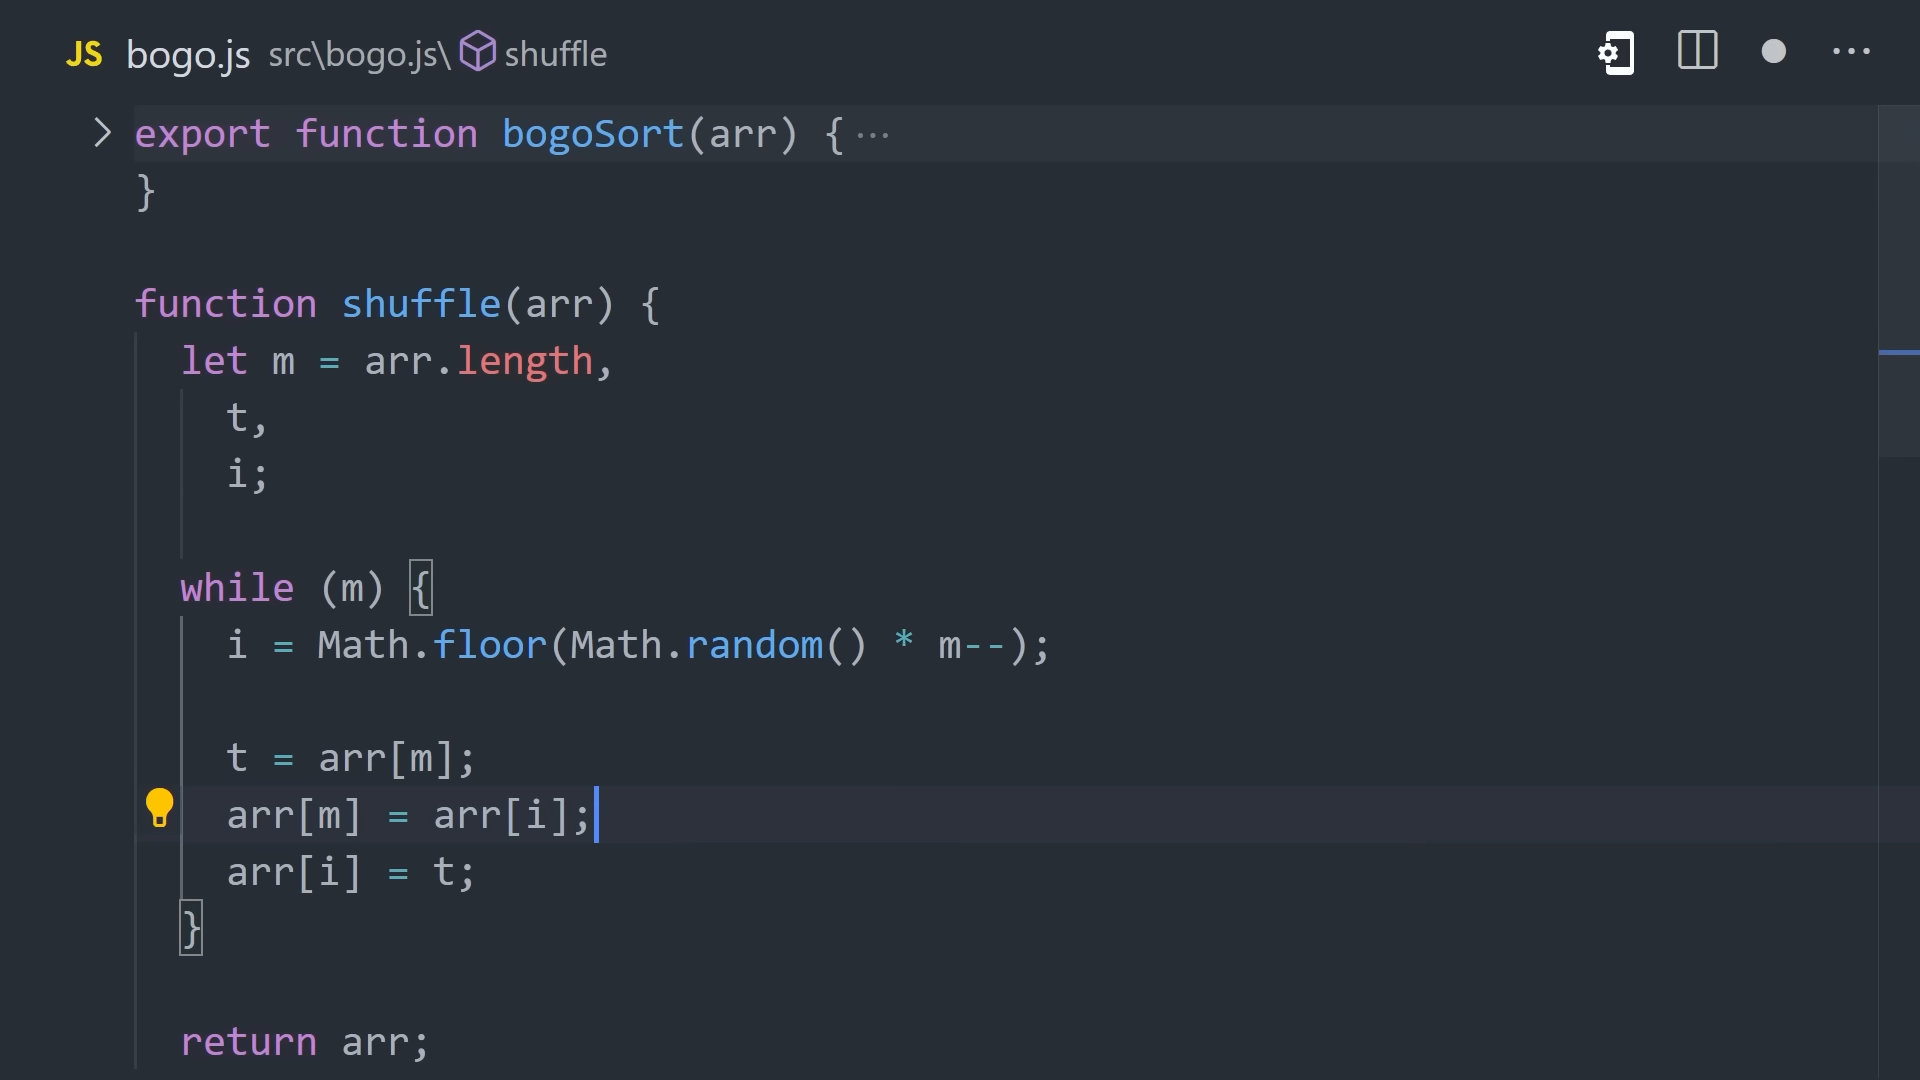 JS bogo.js src\bogo.js\ shuffle
export function bogoSort(arr) {···
}
function shuffle(arr) {
let m = arr.length,
t,
i;
while (m) {
i = Math.floor(Math.random() * m--);
t = arr[m];
arr[m] = arr[i];
arr[i] = t;
}
return arr;